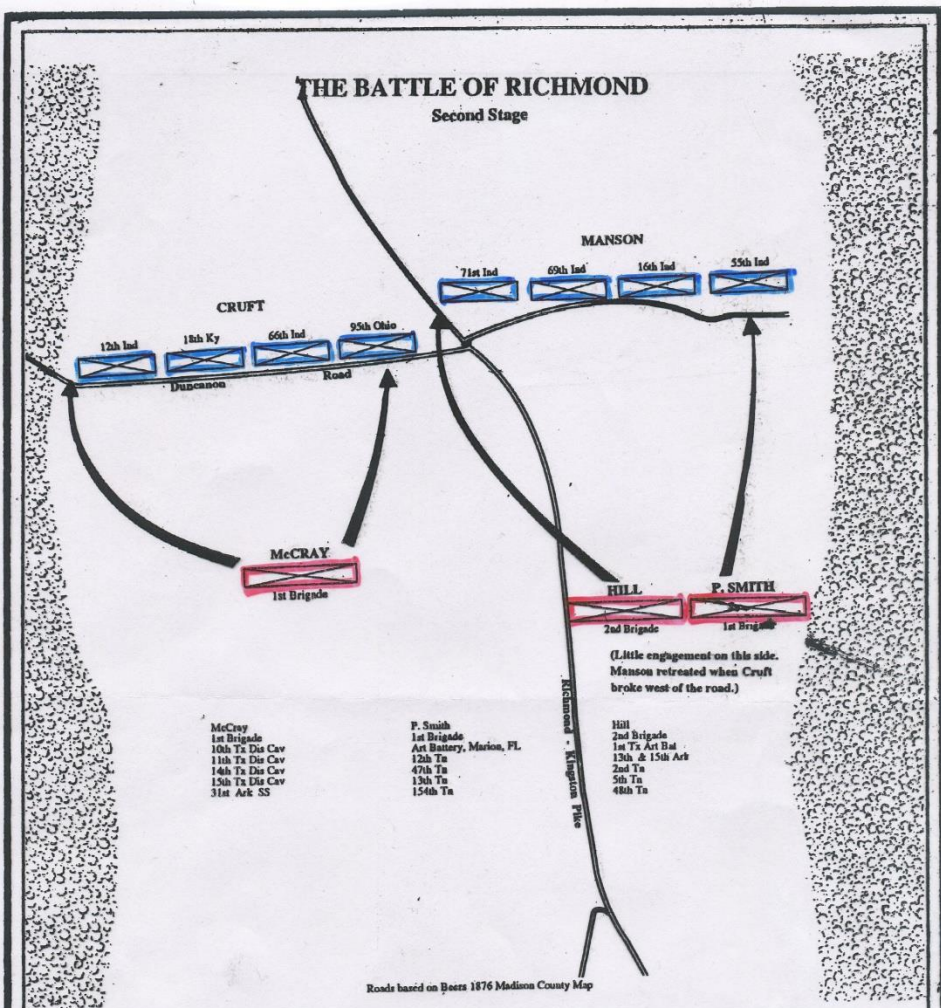 THE BATTLE OF RICHMOND
Second Stage
MANSON
71st Ind
69th Ind
16th Ind
55th Ind
CRUFT
12th Ind
18th Ky
66th Ind
95th Ohio
Duncanon Road
McCRAY
1st Brigade
HILL
2nd Brigade
P. SMITH
1st Brigade
(Little engagement on this side.
Manson retreated when Cruft
broke west of the road.)
Richmond - Kingston Pike
McCray
1st Brigade
10th Tx Dis Cav
11th Tx Dis Cav
14th Tx Dis Cav
15th Tx Dis Cav
31st Ark SS
P. Smith
1st Brigade
Art Battery, Marion, FL
12th Tn
47th Tn
13th Tn
154th Tn
Hill
2nd Brigade
1st Tx Art Bat
13th & 15th Ark
2nd Tn
5th Tn
48th Tn
Roads based on Beers 1876 Madison County Map